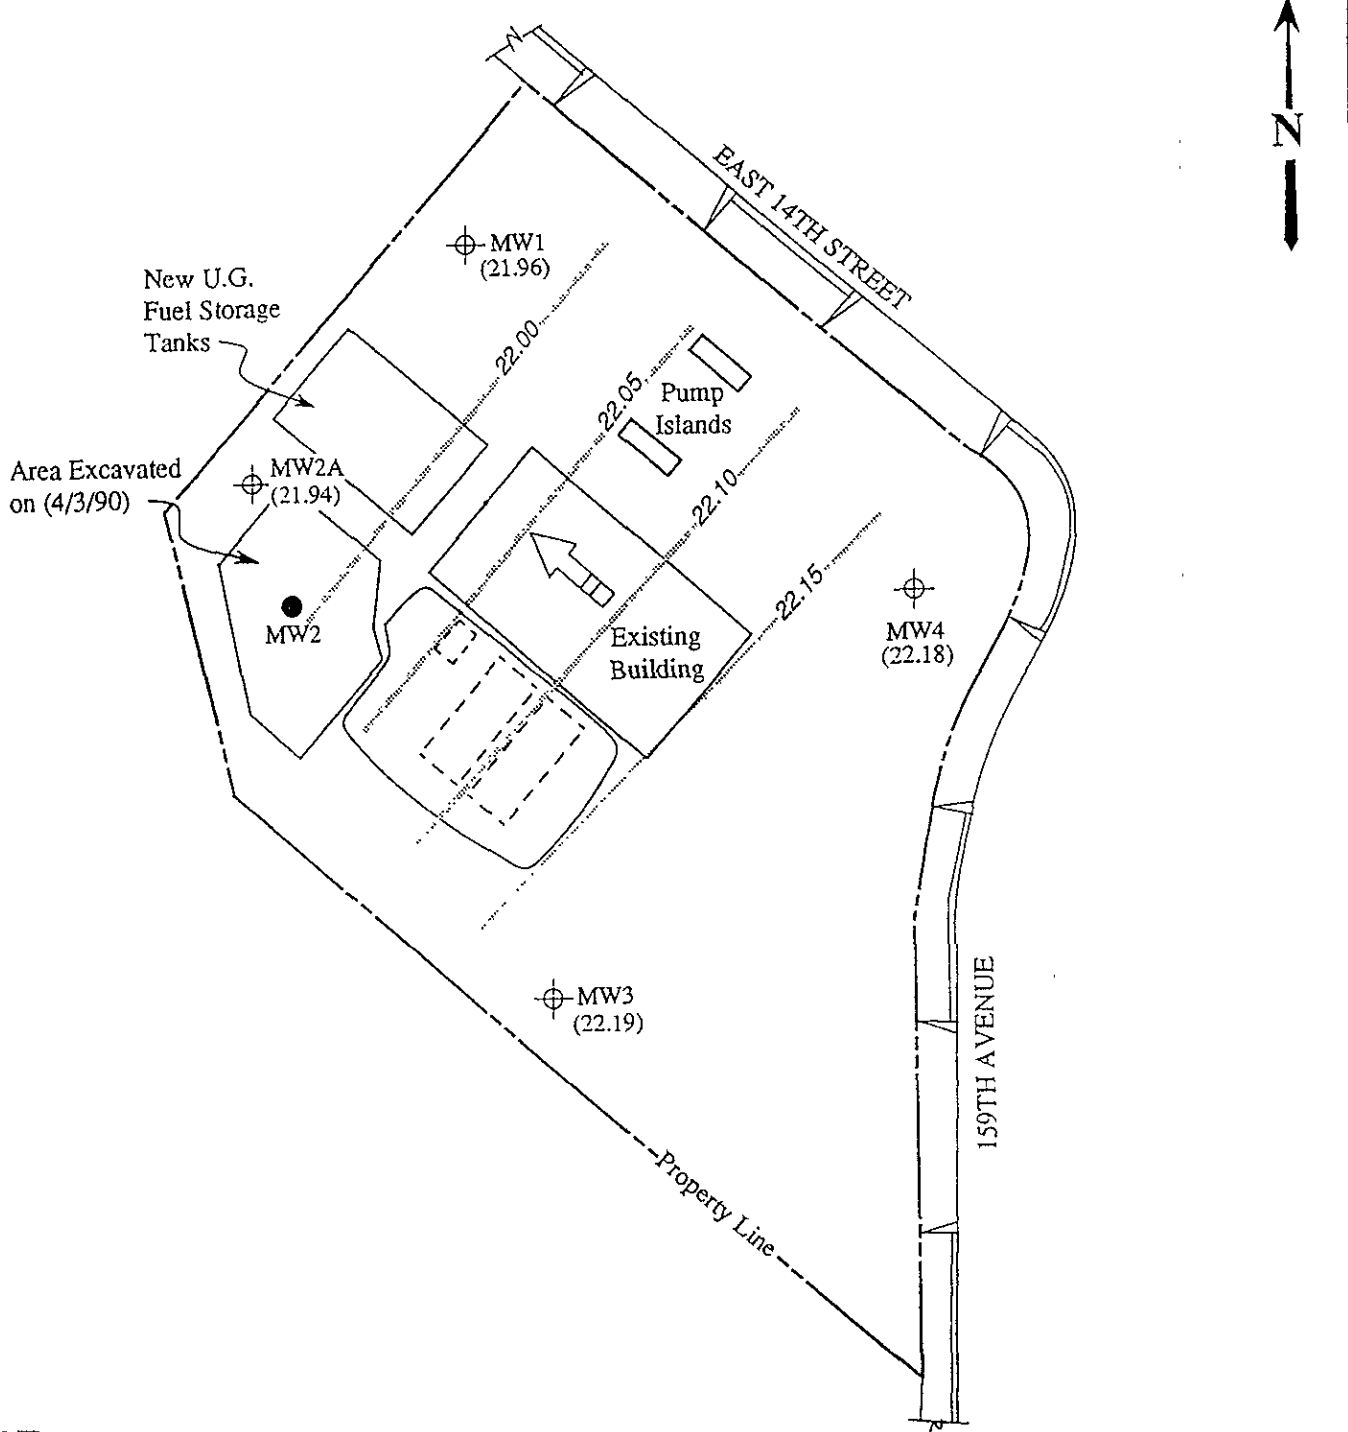 N
EAST 14TH STREET
MW1
(21.96)
New U.G.
Fuel Storage
Tanks
22.00
22.05
Pump
Islands
Area Excavated
on (4/3/90)
MW2A
(21.94)
22.10
22.15
MW2
Existing
Building
MW4
(22.18)
MW3
(22.19)
159TH AVENUE
Property Line